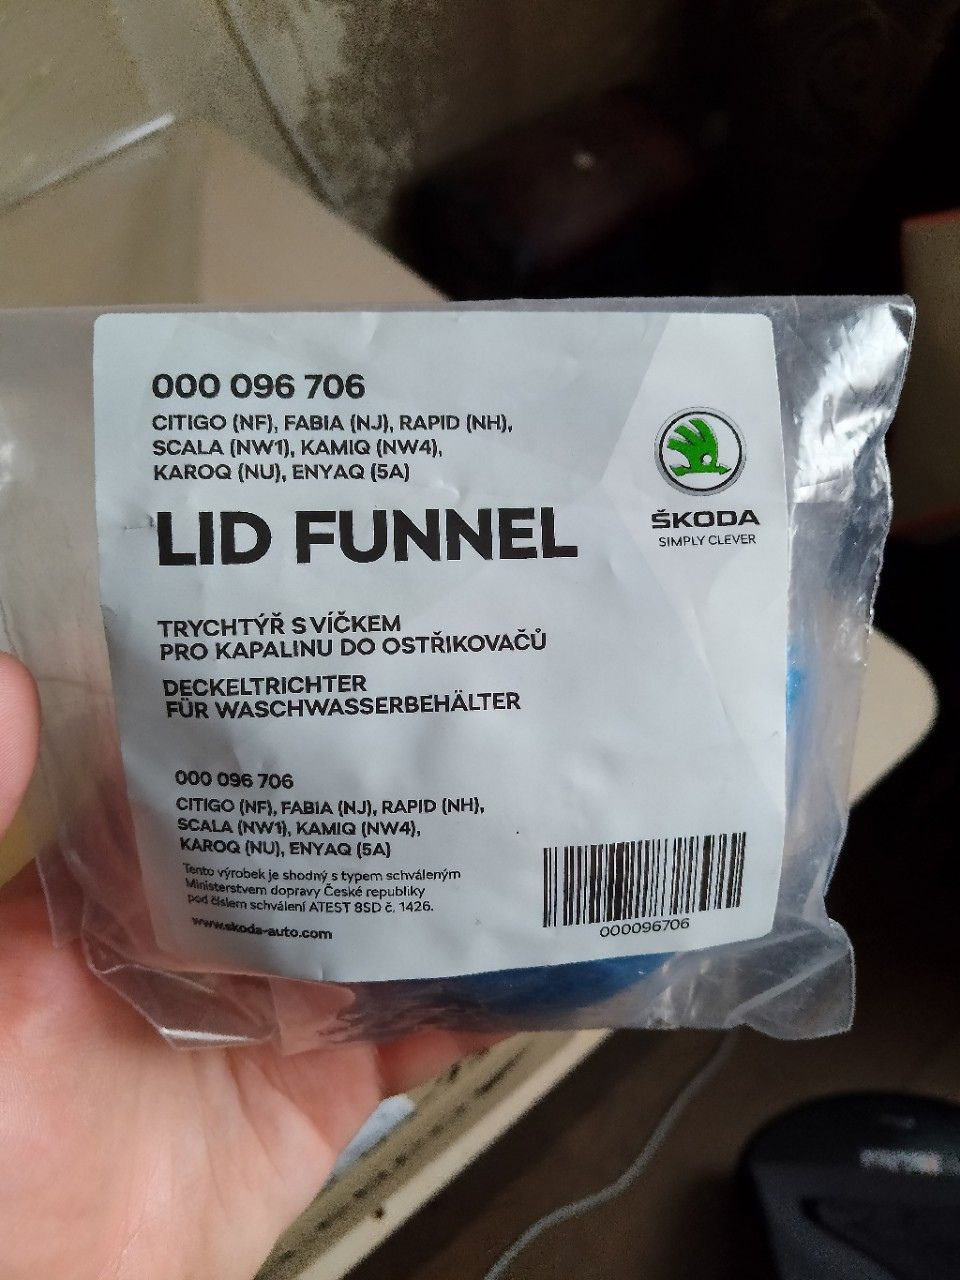 000 096 706
CITIGO (NF), FABIA (NJ), RAPID (NH),
SCALA (NW1), KAMIQ (NW4),
KAROQ (NU), ENYAQ (5A)
LID FUNNEL
ŠKODA
SIMPLY CLEVER
TRYCHTÝŘ S VÍČKEM
PRO KAPALINU DO OSTŘIKOVAČŮ
DECKELTRICHTER
FÜR WASCHWASSERBEHÄLTER
000 096 706
CITIGO (NF), FABIA (NJ), RAPID (NH),
SCALA (NW1), KAMIQ (NW4),
KAROQ (NU), ENYAQ (5A)
Tento výrobek je shodný s typem schváleným
Ministerstvem dopravy České republiky
pod číslem schválení ATEST 8SD č. 1426.
www.skoda-auto.com
000096706